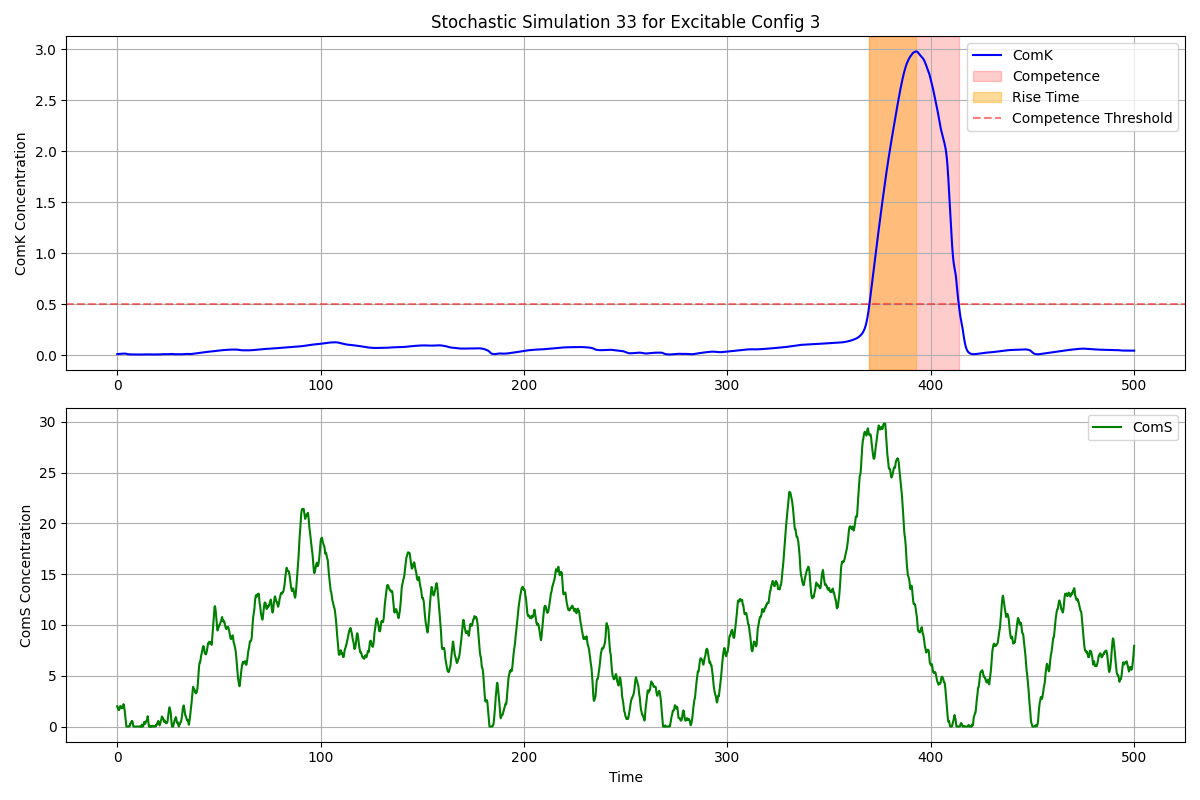 Stochastic Simulation 33 for Excitable Config 3
ComK Concentration
3.0
2.5
2.0
1.5
1.0
0.5
0.0
ComK
Competence
Rise Time
Competence Threshold
0 100 200 300 400 500
ComS Concentration
30
25
20
15
10
5
0
ComS
0 100 200 300 400 500
Time